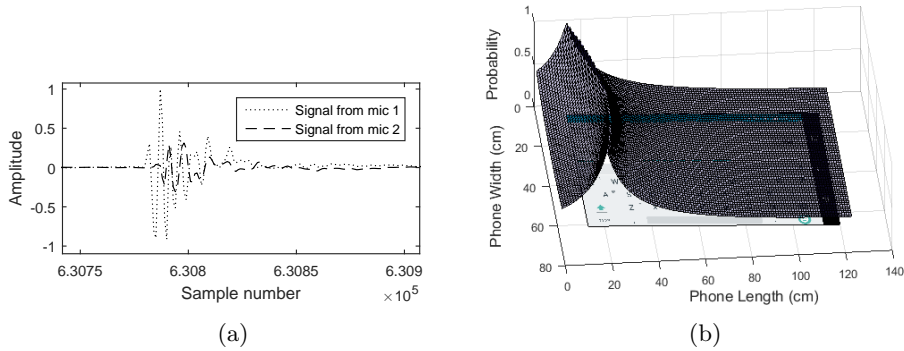 1
0.5
0
-0.5
-1
Amplitude
Signal from mic 1
Signal from mic 2
6.3075
6.308
6.3085
6.309
×10⁵
Sample number
(a)
1
0.5
0
Probability
0
20
40
60
80
Phone Width (cm)
0
20
40
60
80
100
120
140
Phone Length (cm)
W
A
S
Z
(b)